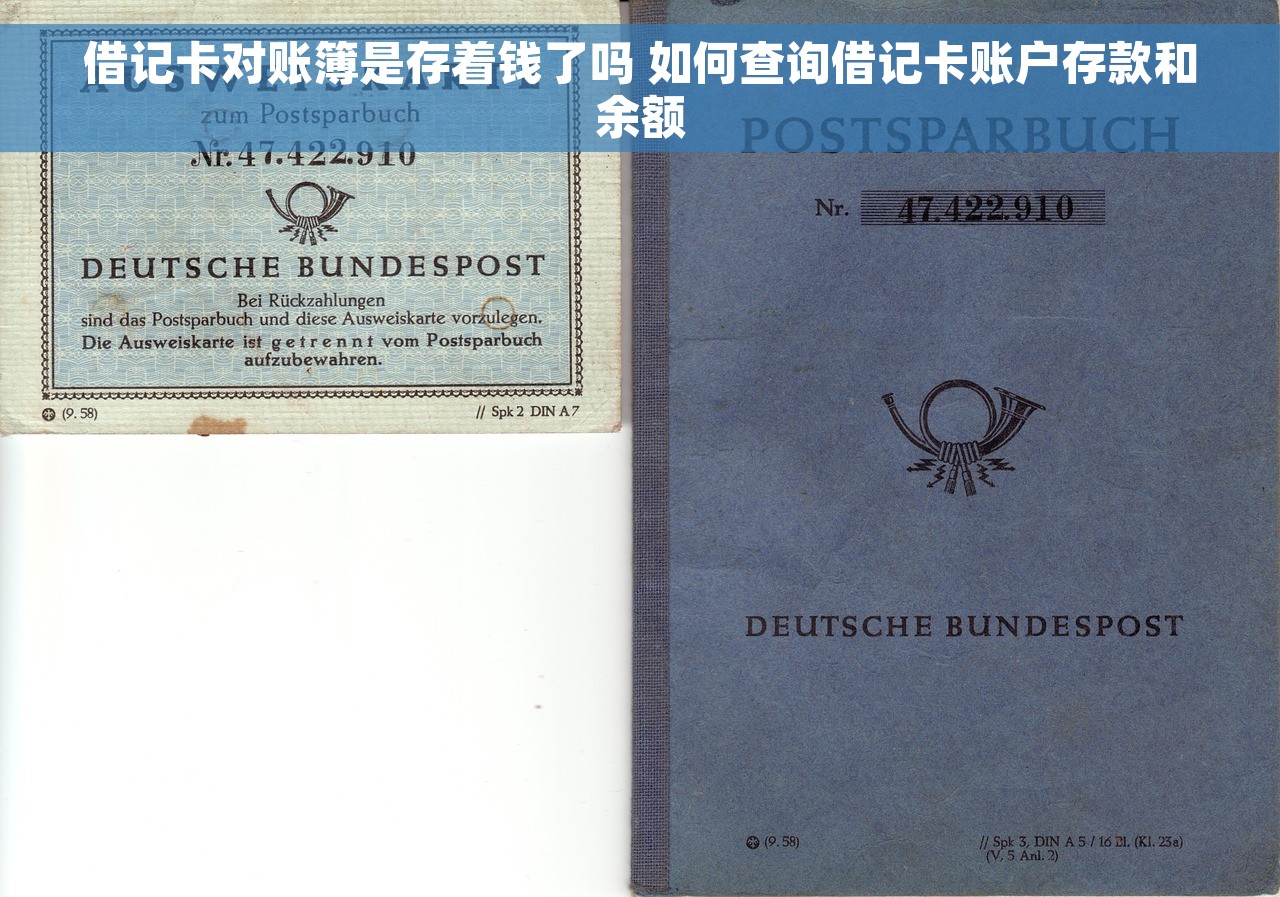 借记卡对账簿是存着钱了吗 如何查询借记卡账户存款和
余额
AUSWEISKARTE
zum Postsparbuch
Nr. 47.422.910
DEUTSCHE BUNDESPOST
Bei Rückzahlungen
sind das Postsparbuch und diese Ausweiskarte vorzulegen.
Die Ausweiskarte ist getrennt vom Postsparbuch
aufzubewahren.
(9. 58)
// Spk 2 DIN A 7
POSTSPARBUCH
Nr. 47.422.910
DEUTSCHE BUNDESPOST
(9. 58)
// Spk 3, DIN A 5 / 16 Bl. (Kl. 23a)
(V, 5 Anl. 2)